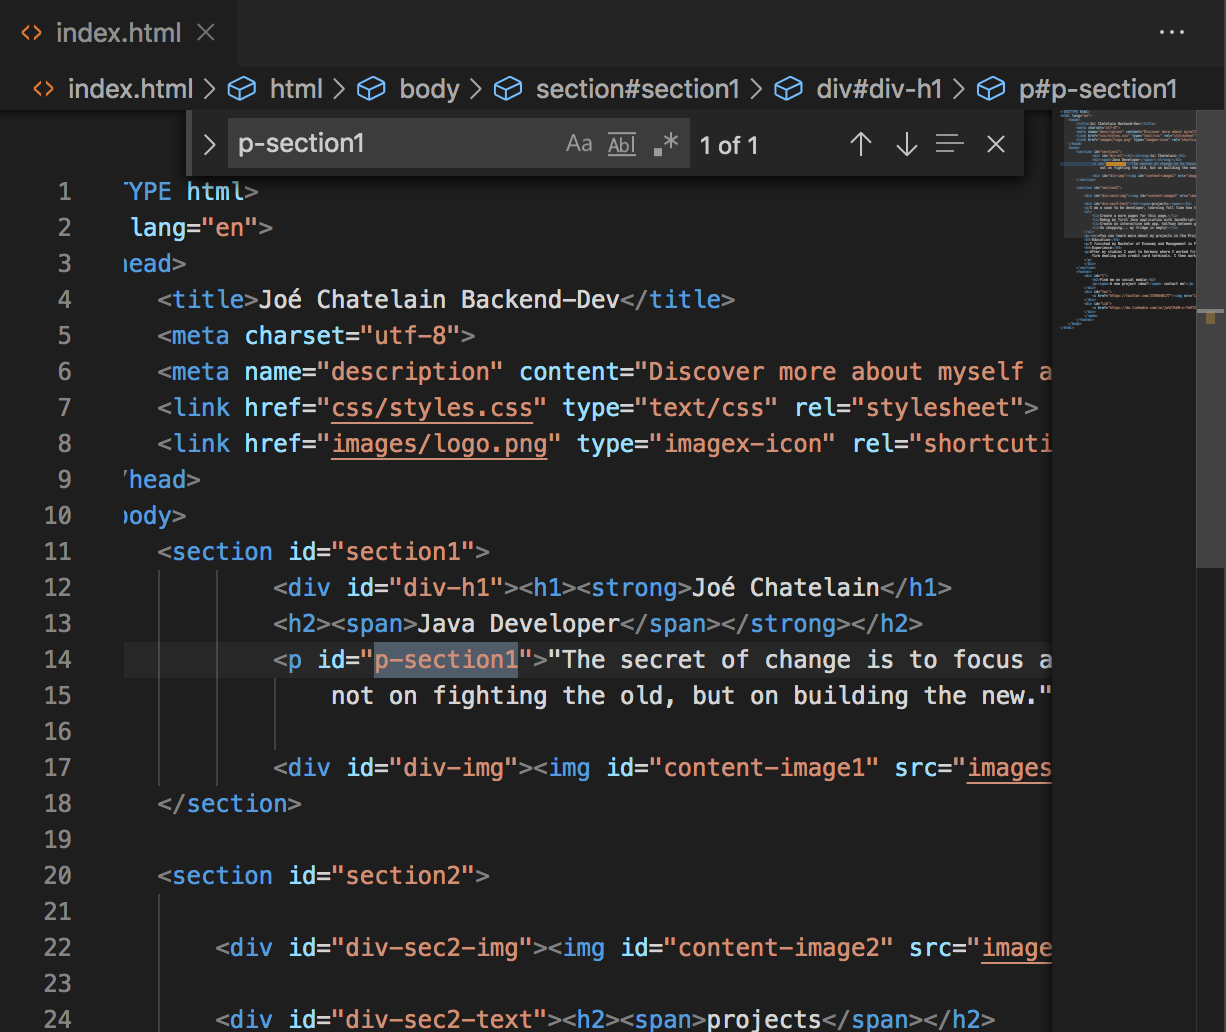 index.html
index.html > html > body > section#section1 > div#div-h1 > p#p-section1
p-section1 Aa Abl .* 1 of 1
1 TYPE html>
2 lang="en">
3 head>
4 <title>Joé Chatelain Backend-Dev</title>
5 <meta charset="utf-8">
6 <meta name="description" content="Discover more about myself a
7 <link href="css/styles.css" type="text/css" rel="stylesheet">
8 <link href="images/logo.png" type="imagex-icon" rel="shortcuti
9 /head>
10 body>
11 <section id="section1">
12 <div id="div-h1"><h1><strong>Joé Chatelain</h1>
13 <h2><span>Java Developer</span></strong></h2>
14 <p id="p-section1">"The secret of change is to focus a
15 not on fighting the old, but on building the new."
16
17 <div id="div-img"><img id="content-image1" src="images
18 </section>
19
20 <section id="section2">
21
22 <div id="div-sec2-img"><img id="content-image2" src="image
23
24 <div id="div-sec2-text"><h2><span>projects</span></h2>